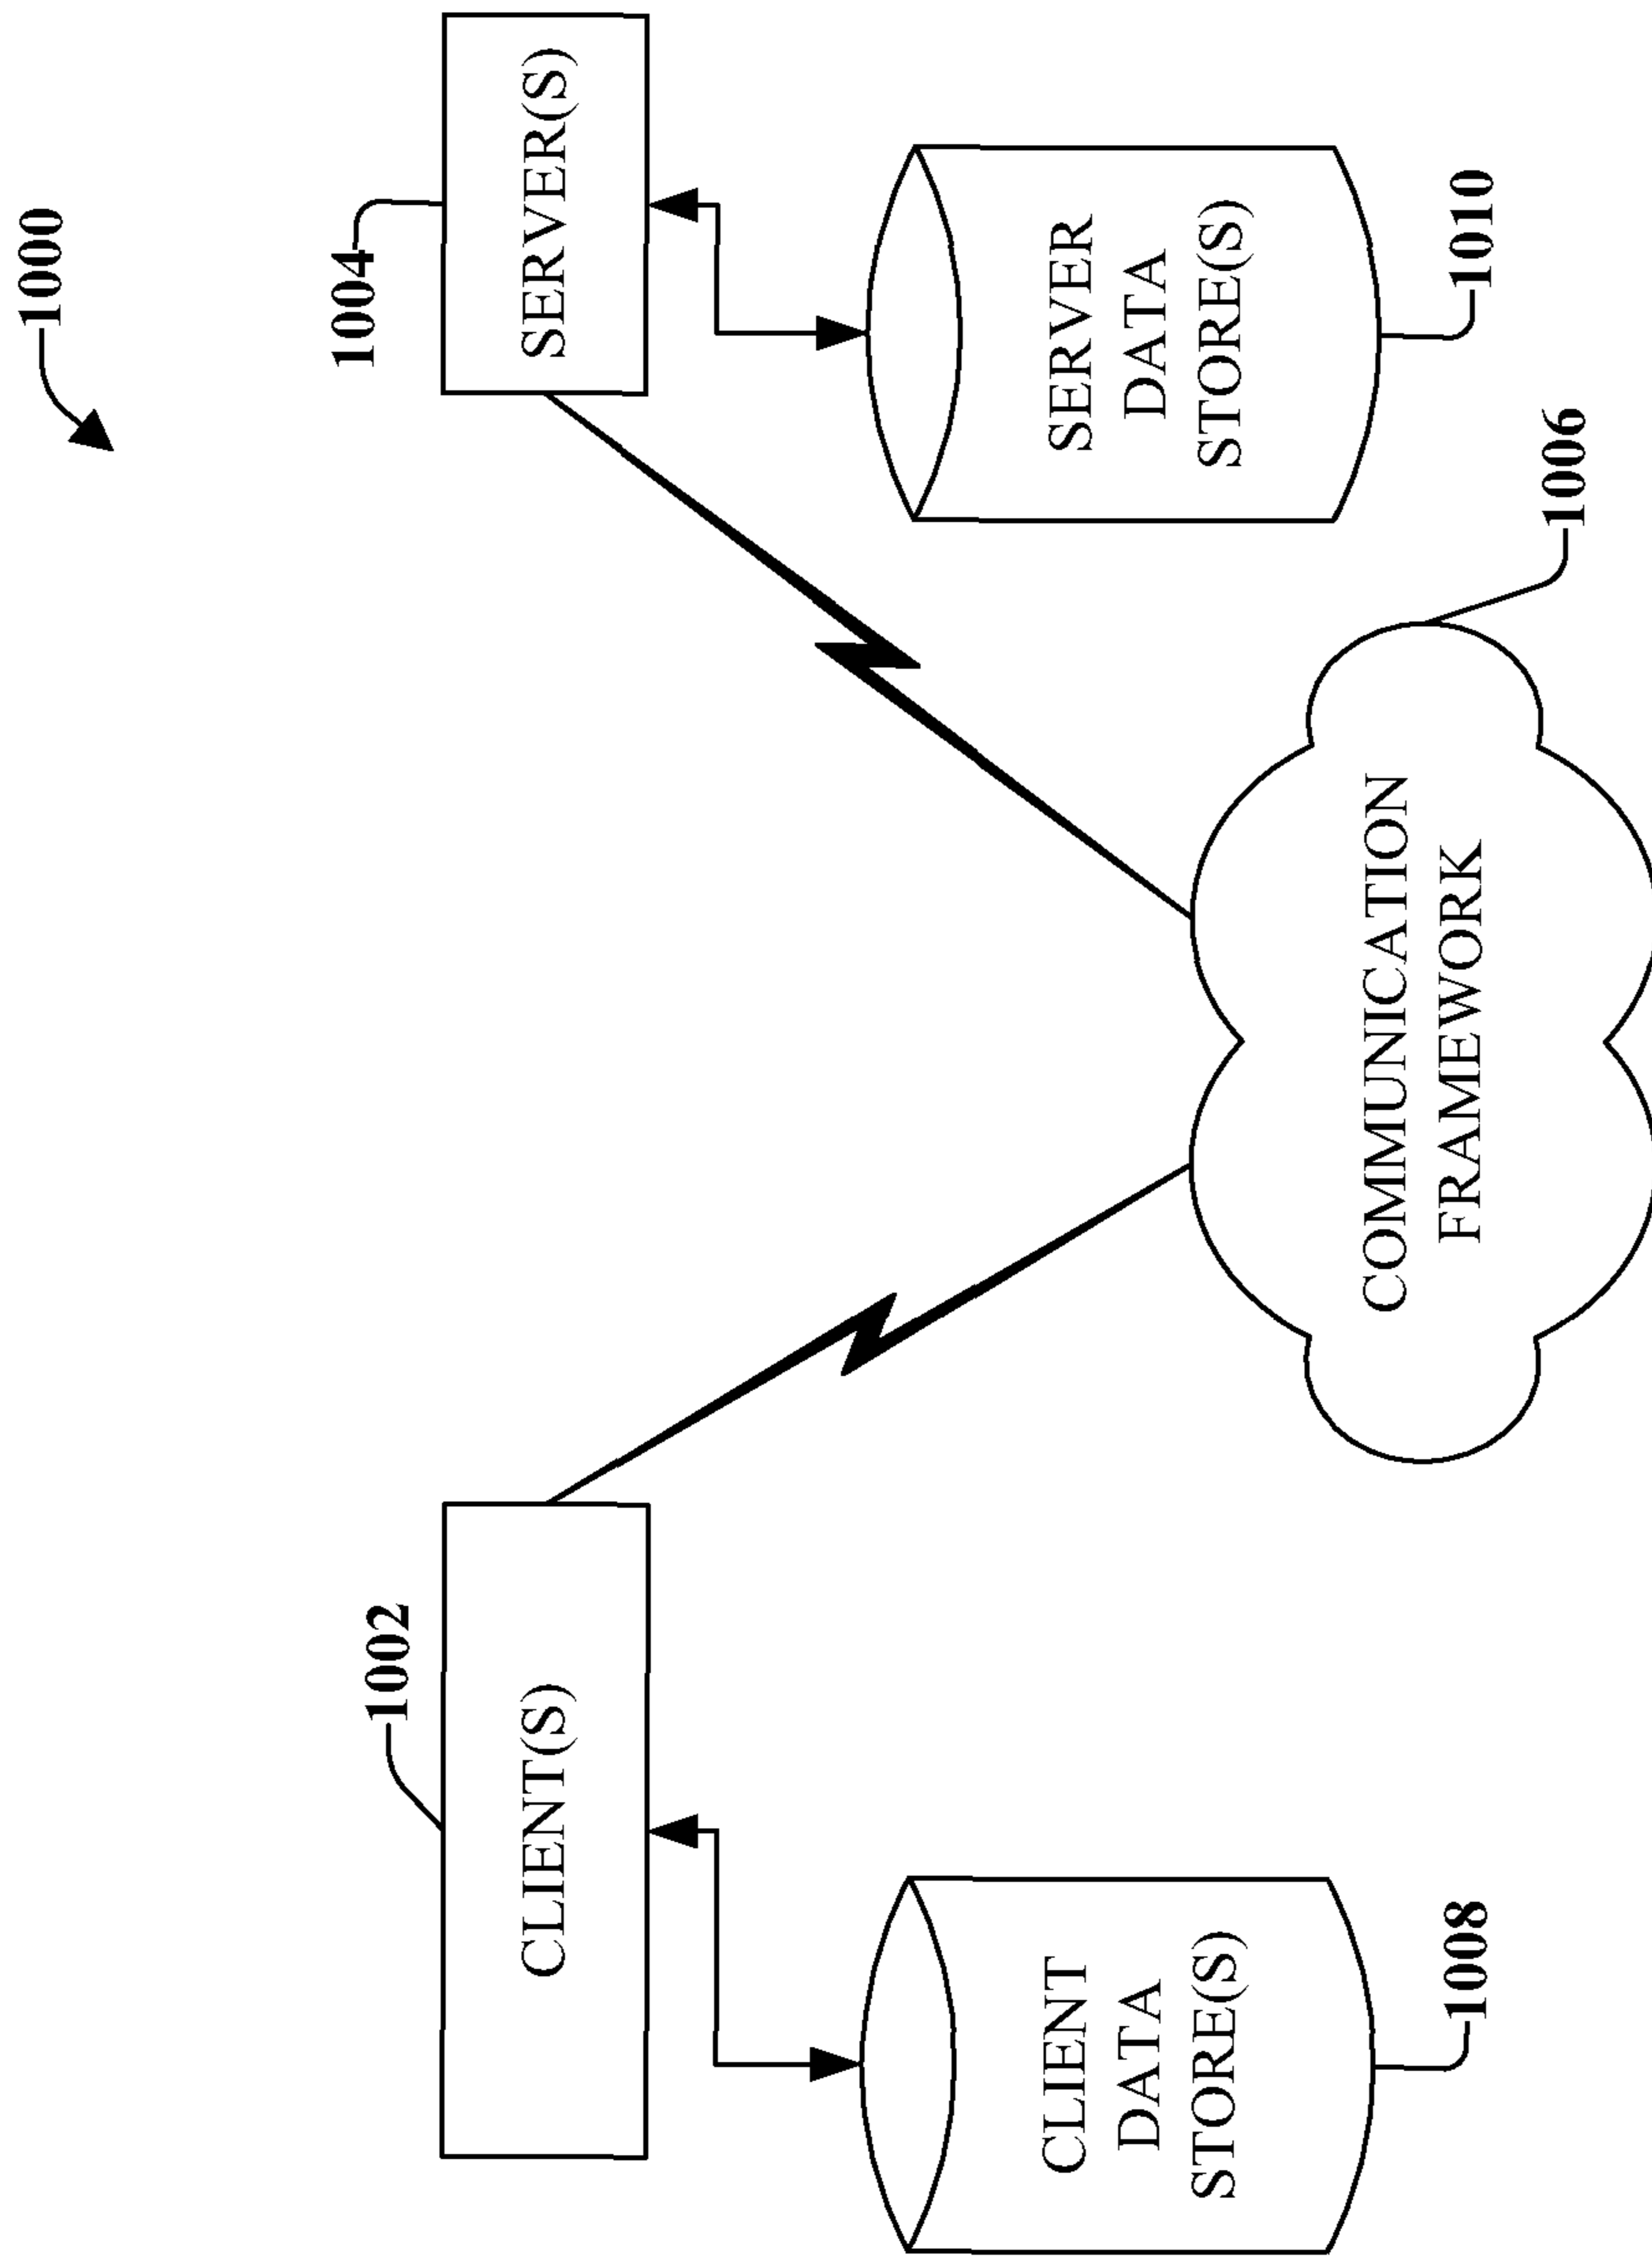 1000
1002
1004
CLIENT(S)
SERVER(S)
CLIENT
DATA
STORE(S)
1008
SERVER
DATA
STORE(S)
1010
COMMUNICATION
FRAMEWORK
1006